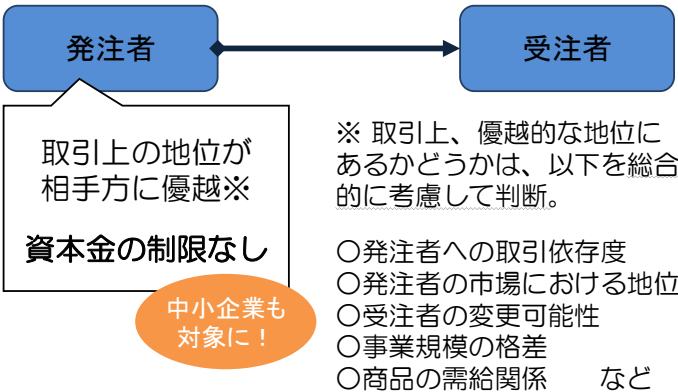 発注者
受注者
取引上の地位が
相手方に優越※
資本金の制限なし
中小企業も
対象に！
※ 取引上、優越的な地位に
あるかどうかは、以下を総合
的に考慮して判断。
〇発注者への取引依存度
〇発注者の市場における地位
〇受注者の変更可能性
〇事業規模の格差
〇商品の需給関係　　など